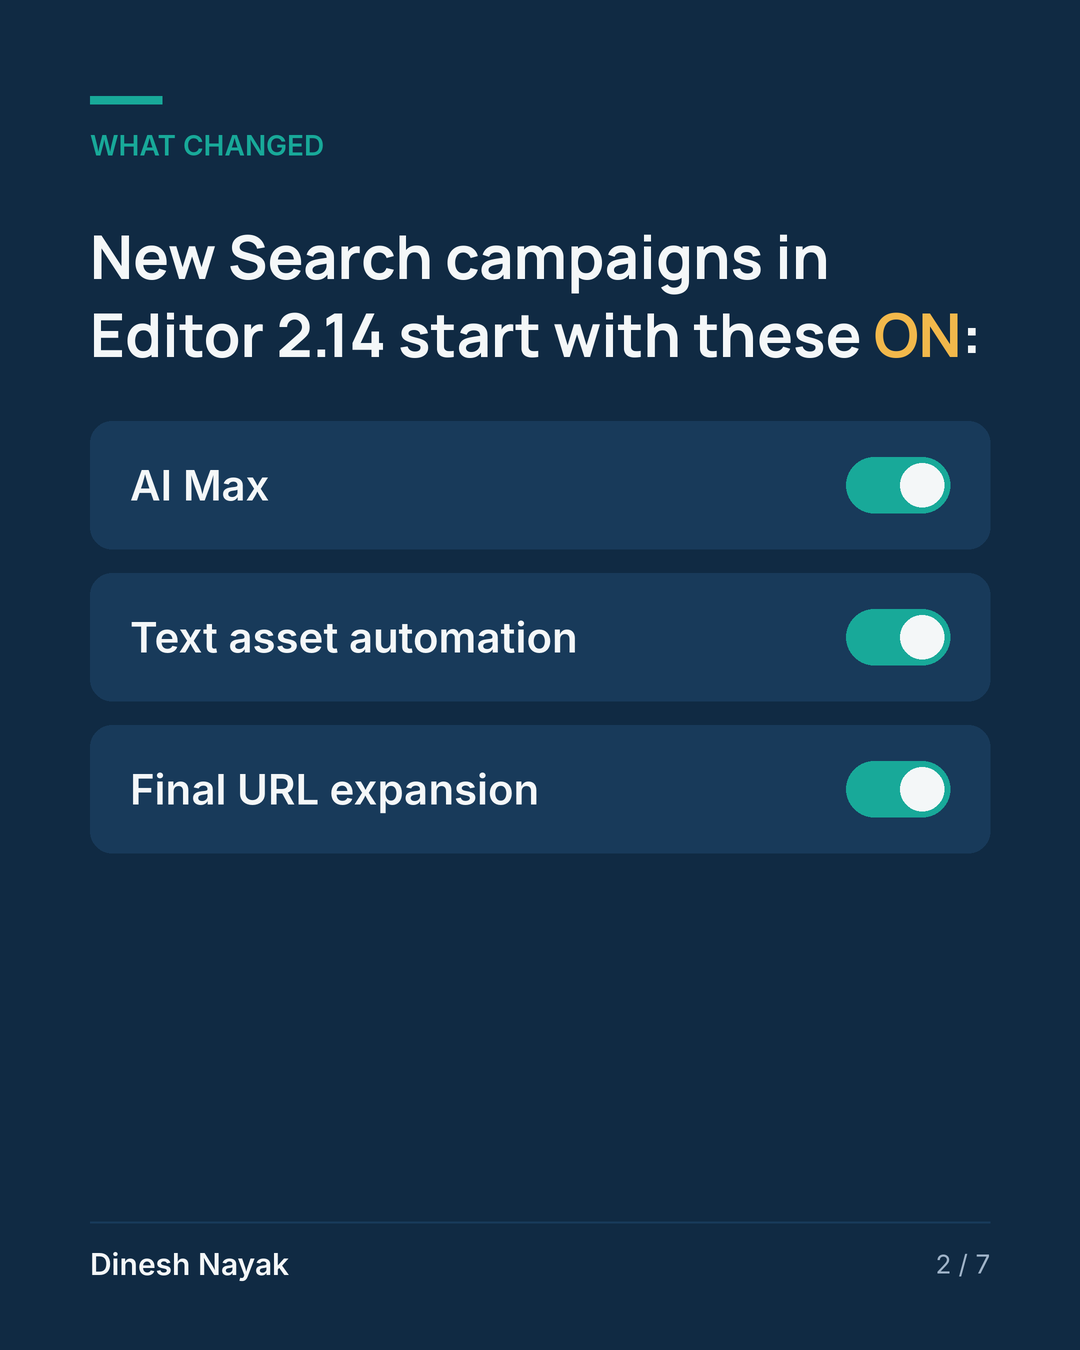 WHAT CHANGED
New Search campaigns in
Editor 2.14 start with these ON:
AI Max
Text asset automation
Final URL expansion
Dinesh Nayak
2 / 7